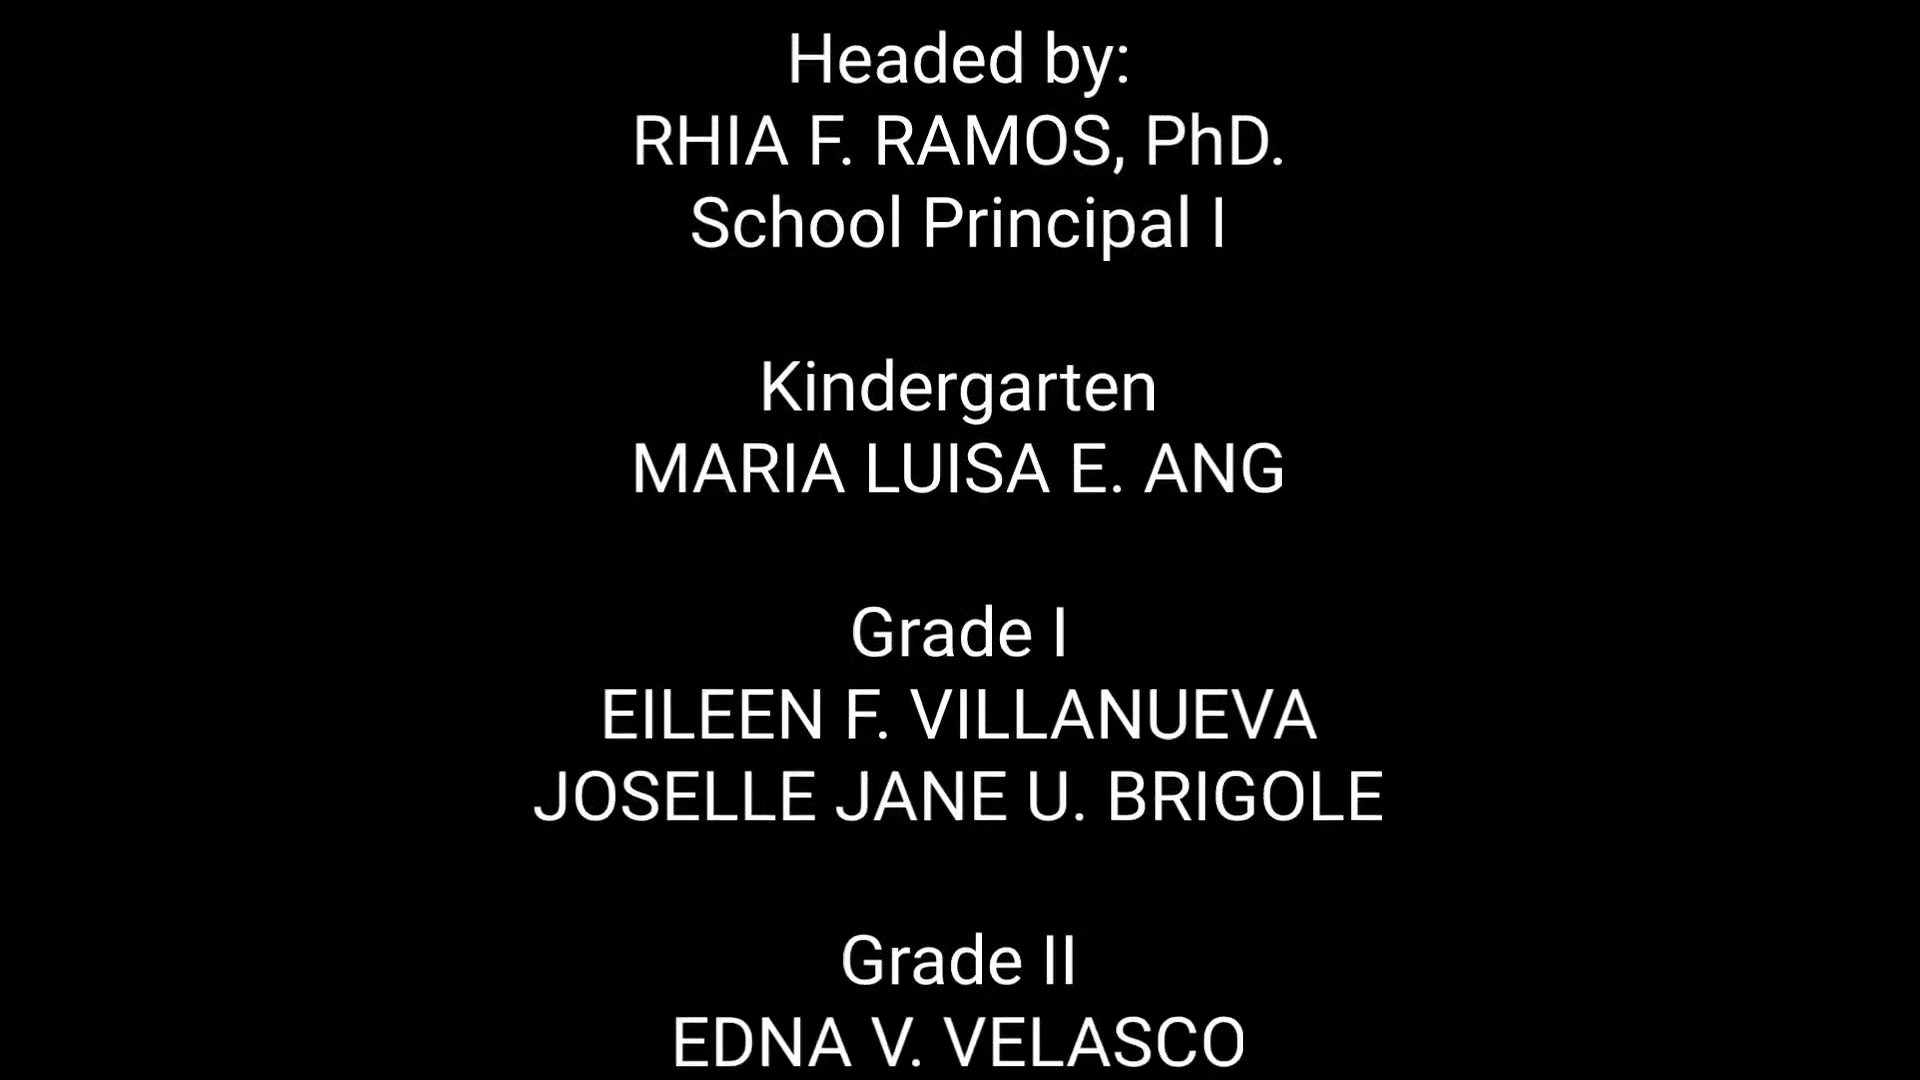 Headed by:
RHIA F. RAMOS, PhD.
School Principal I
Kindergarten
MARIA LUISA E. ANG
Grade I
EILEEN F. VILLANUEVA
JOSELLE JANE U. BRIGOLE
Grade II
EDNA V. VELASCO